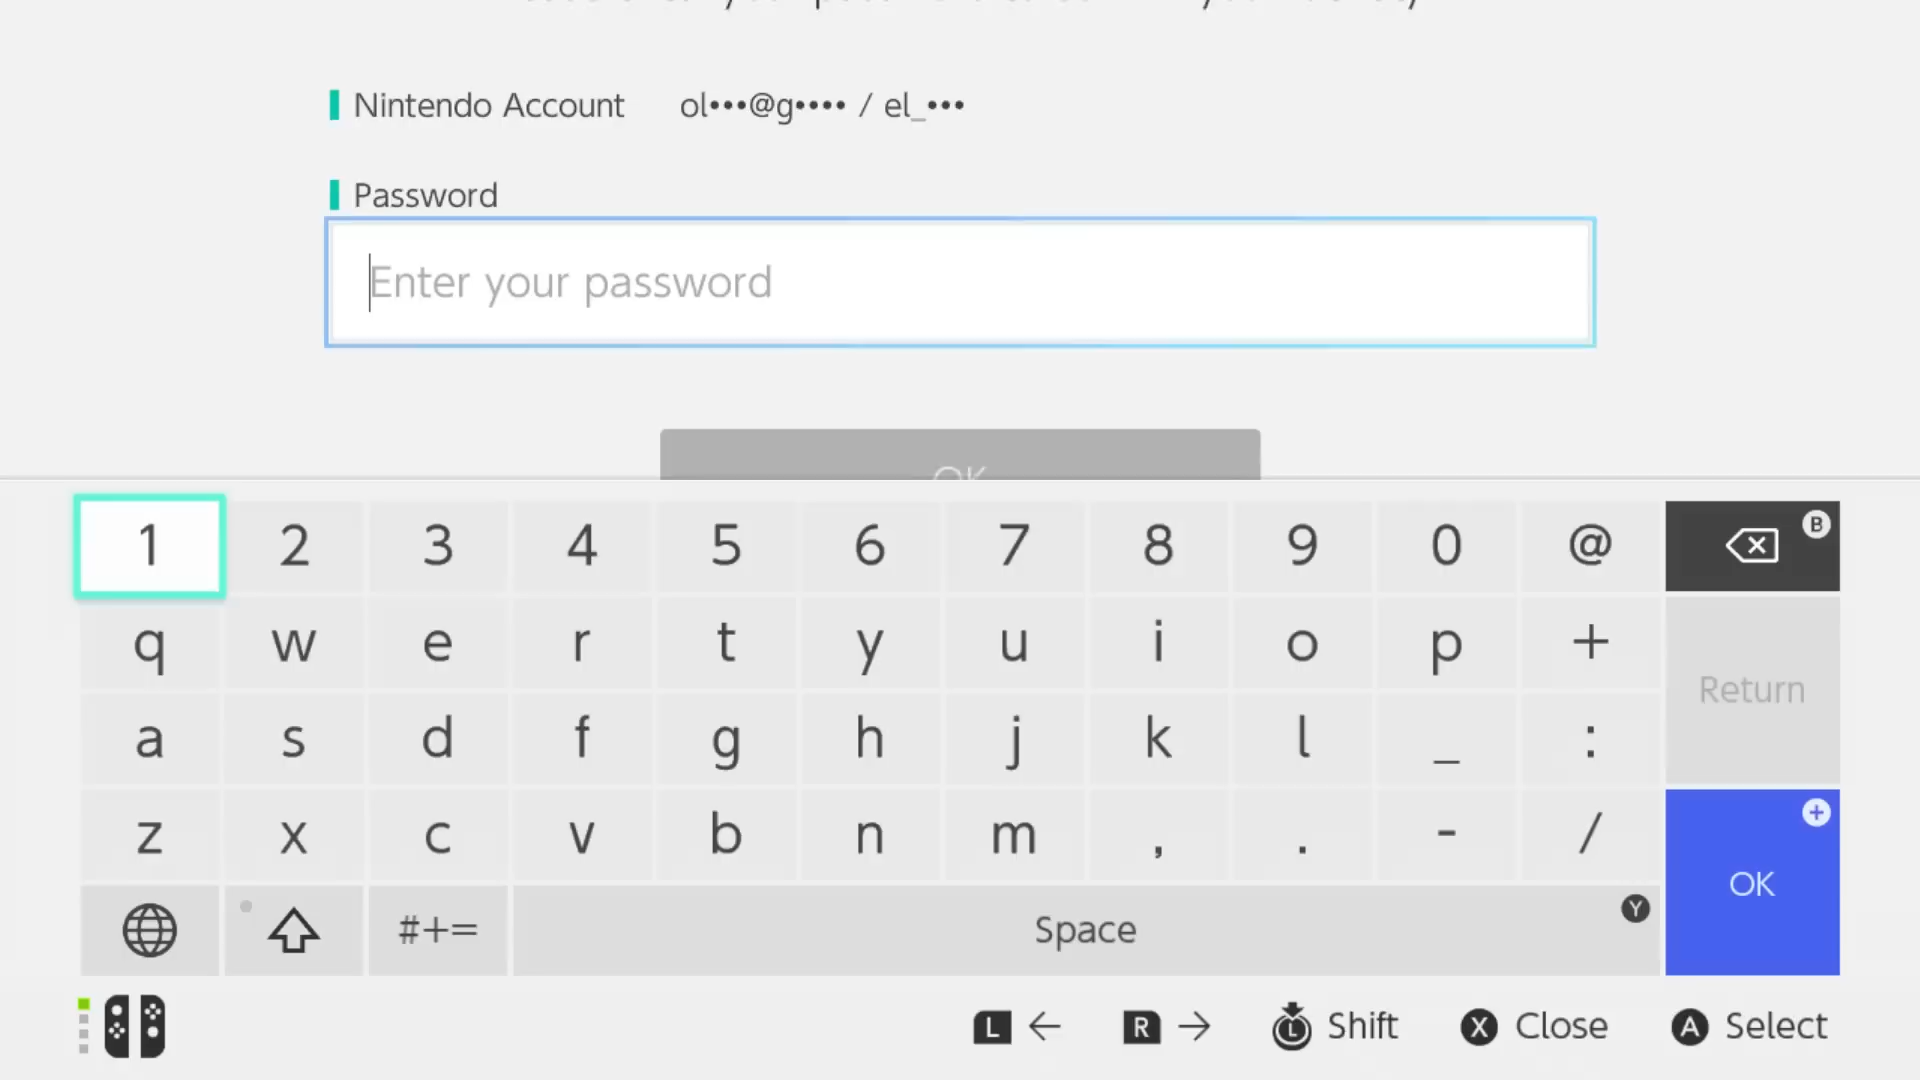 Nintendo Account ol•••@g•••• / el_•••
Password
Enter your password
OK
1 2 3 4 5 6 7 8 9 0 @ B
q w e r t y u i o p +
Return
a s d f g h j k l _ :
z x c v b n m , . - / +
OK
#+= Space Y
L ← R → L Shift X Close A Select